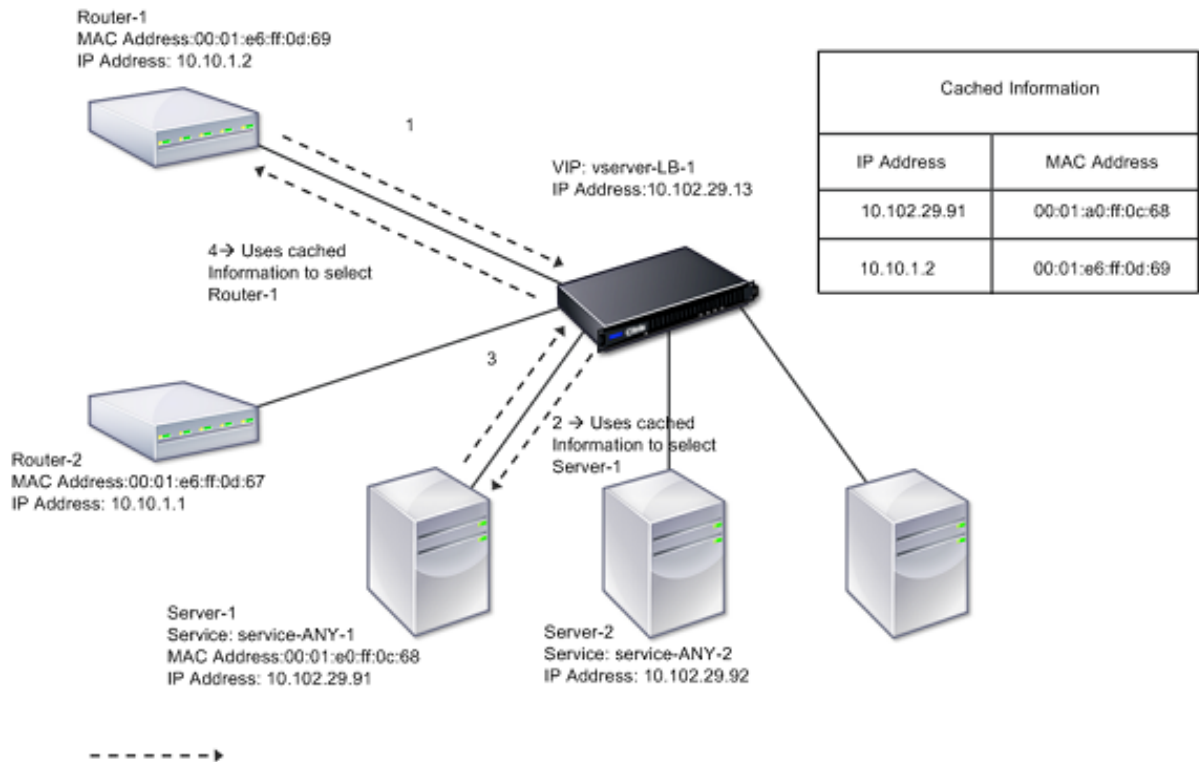 Router-1
MAC Address:00:01:e6:ff:0d:69
IP Address: 10.10.1.2
1
VIP: vserver-LB-1
IP Address:10.102.29.13
Cached Information
IP Address
MAC Address
10.102.29.91
00:01:a0:ff:0c:68
10.10.1.2
00:01:e6:ff:0d:69
4→ Uses cached
Information to select
Router-1
3
2 → Uses cached
Information to select
Server-1
Router-2
MAC Address:00:01:e6:ff:0d:67
IP Address: 10.10.1.1
Server-1
Service: service-ANY-1
MAC Address:00:01:e0:ff:0c:68
IP Address: 10.102.29.91
Server-2
Service: service-ANY-2
IP Address: 10.102.29.92